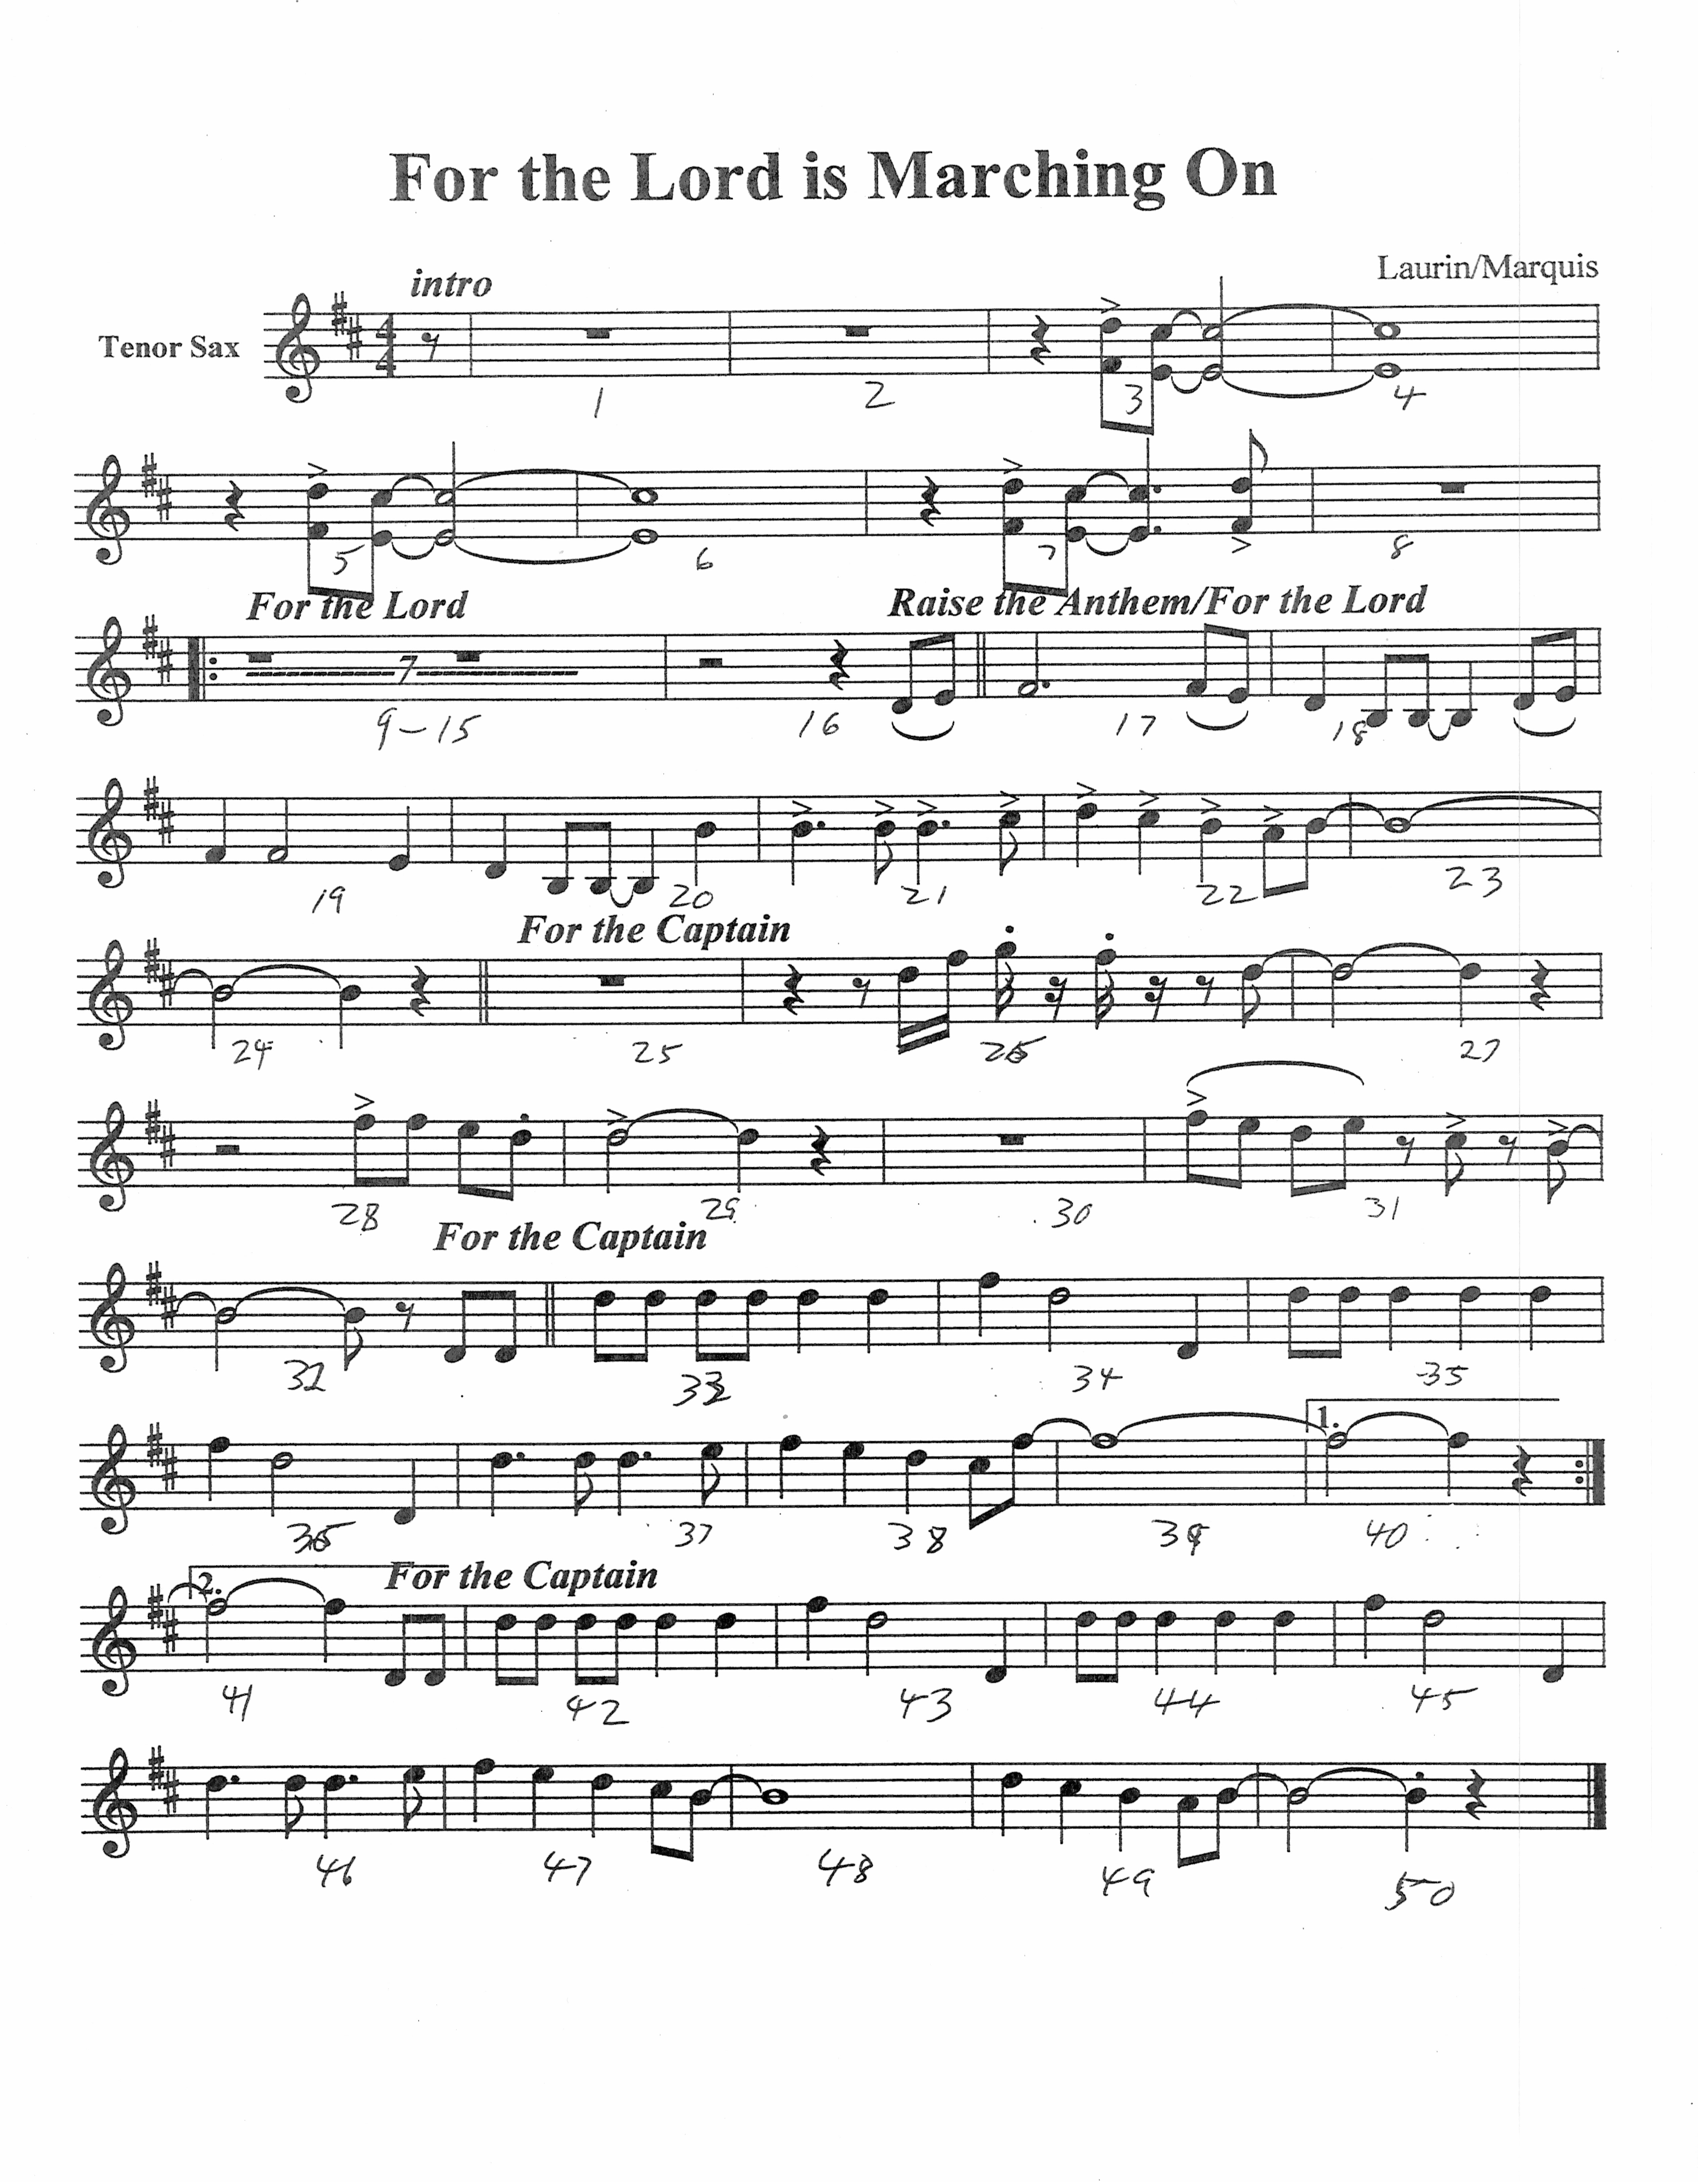 For the Lord is Marching On
Laurin/Marquis
intro
Tenor Sax
4
4
1 2 3 4
5 6 7 8
For the Lord Raise the Anthem/For the Lord
7
9-15 16 17 18
19 20 21 22 23
For the Captain
24 25 26 27
28 29 30 31
For the Captain
32 33 34 35
1.
36 37 38 39 40
2. For the Captain
41 42 43 44 45
46 47 48 49 50